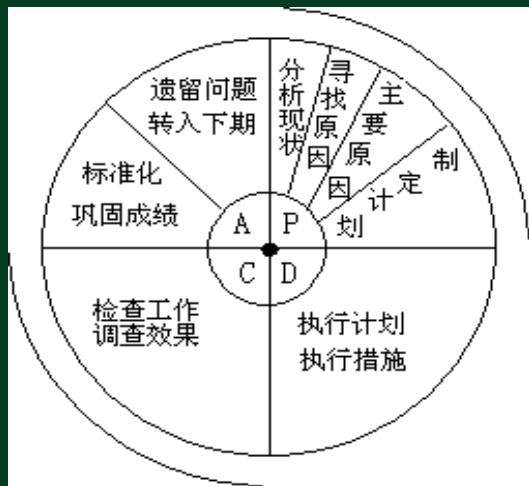 遗留问题
转入下期
标准化
巩固成绩
分析现状
寻找原因
主要原因
制定计划
A
P
C
D
检查工作
调查效果
执行计划
执行措施